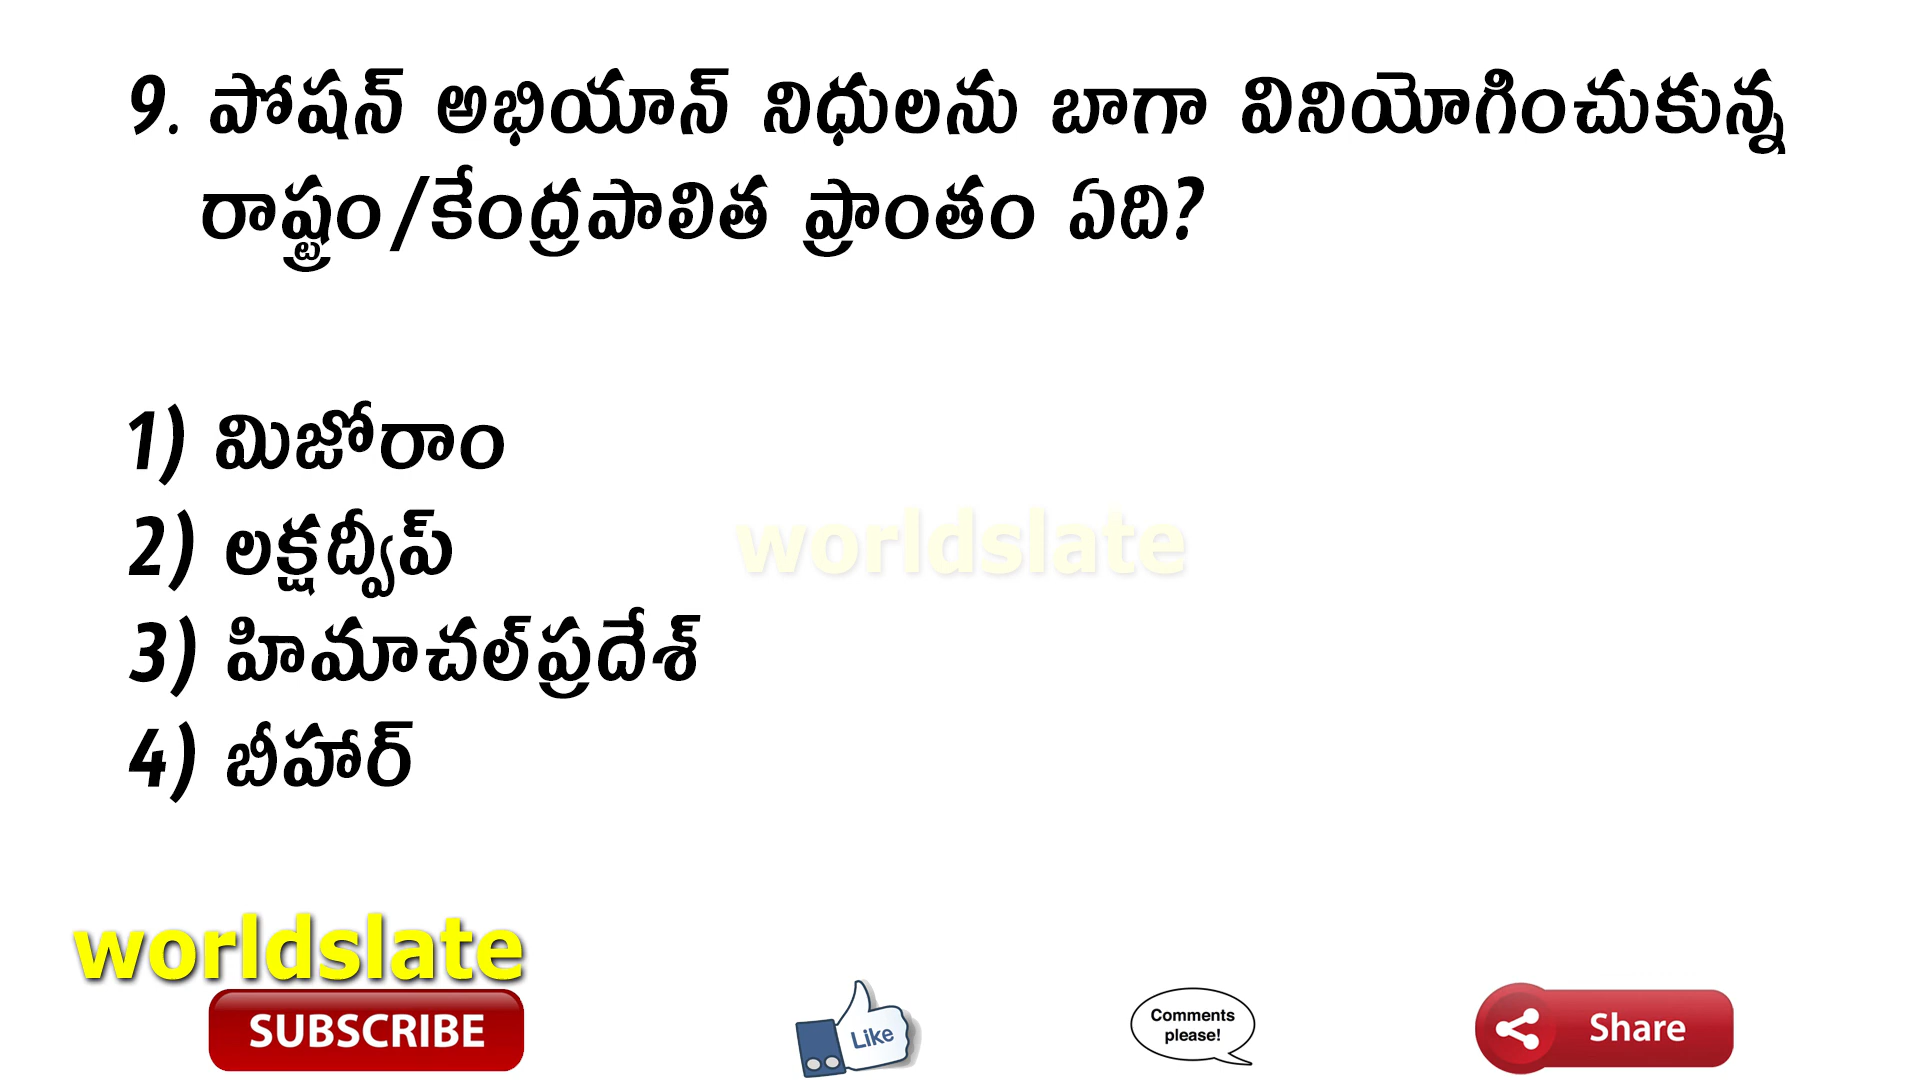 9. పోషన్ అభియాన్ నిధులను బాగా వినియోగించుకున్న
రాష్ట్రం/కేంద్రపాలిత ప్రాంతం ఏది?
1) మిజోరాం
2) లక్షద్వీప్
worldslate
3) హిమాచల్‌ప్రదేశ్
4) బీహార్
worldslate
SUBSCRIBE
Like
Comments
please!
Share